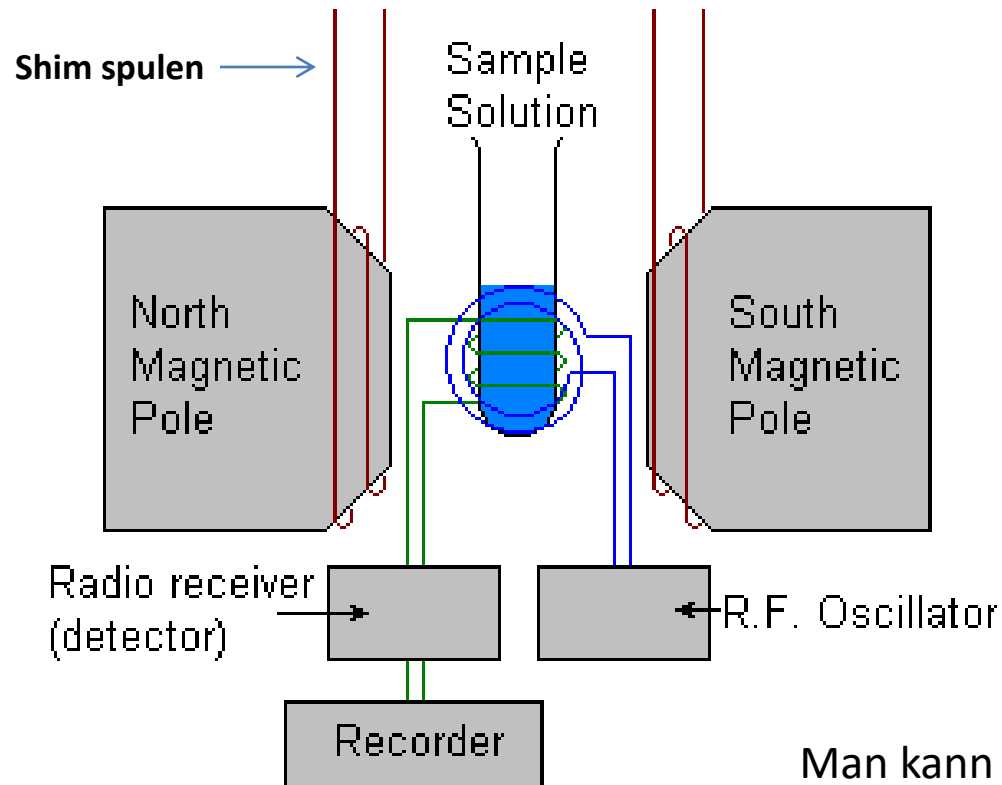 Shim spulen
Sample
Solution
North
Magnetic
Pole
South
Magnetic
Pole
Radio receiver
(detector)
R.F. Oscillator
Recorder
Man kann